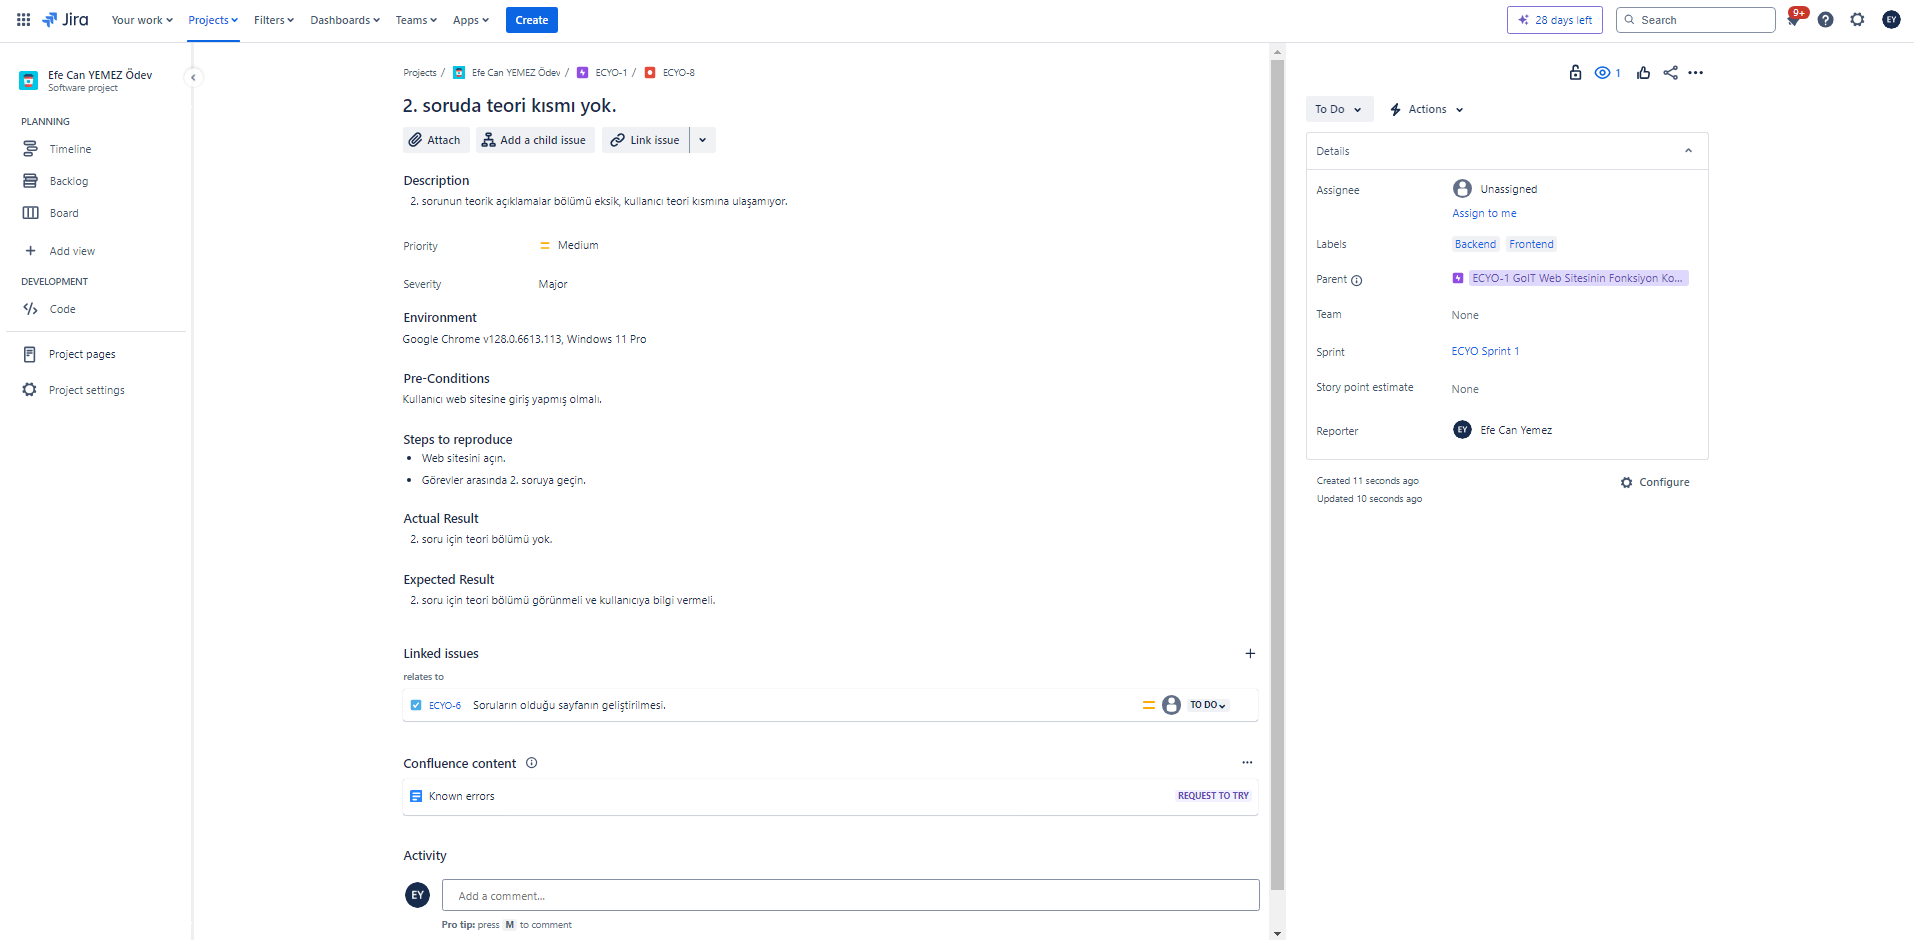 Jira
Your work
Projects
Filters
Dashboards
Teams
Apps
Create
28 days left
Search
9+
EY
Efe Can YEMEZ Ödev
Software project
PLANNING
Timeline
Backlog
Board
Add view
DEVELOPMENT
Code
Project pages
Project settings
Projects / Efe Can YEMEZ Ödev / ECYO-1 / ECYO-8
2. soruda teori kısmı yok.
Attach
Add a child issue
Link issue
Description
2. sorunun teorik açıklamalar bölümü eksik, kullanıcı teori kısmına ulaşamıyor.
Priority
Medium
Severity
Major
Environment
Google Chrome v128.0.6613.113, Windows 11 Pro
Pre-Conditions
Kullanıcı web sitesine giriş yapmış olmalı.
Steps to reproduce
• Web sitesini açın.
• Görevler arasında 2. soruya geçin.
Actual Result
2. soru için teori bölümü yok.
Expected Result
2. soru için teori bölümü görünmeli ve kullanıcıya bilgi vermeli.
Linked issues
relates to
ECYO-6 Soruların olduğu sayfanın geliştirilmesi.
TO DO
Confluence content
Known errors
REQUEST TO TRY
Activity
EY
Add a comment...
Pro tip: press M to comment
1
To Do
Actions
Details
Assignee
Unassigned
Assign to me
Labels
Backend Frontend
Parent
ECYO-1 GoIT Web Sitesinin Fonksiyon Ko...
Team
None
Sprint
ECYO Sprint 1
Story point estimate
None
Reporter
EY
Efe Can Yemez
Created 11 seconds ago
Updated 10 seconds ago
Configure